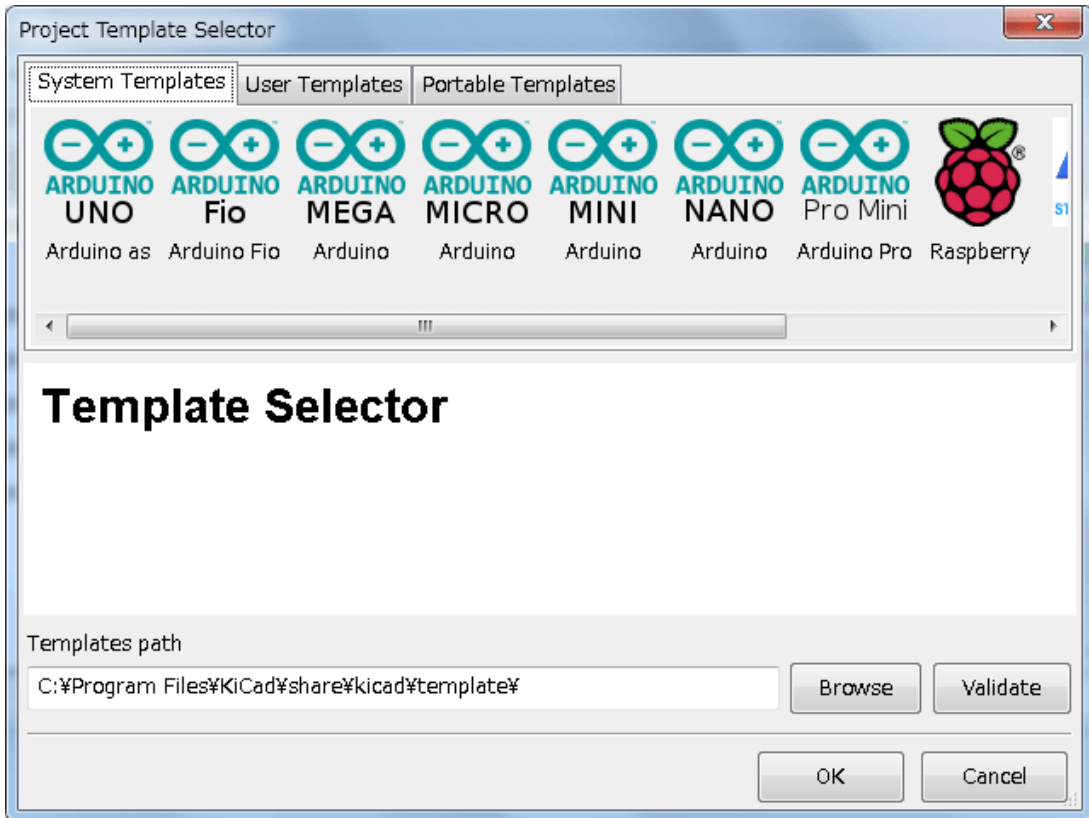 Project Template Selector
System Templates User Templates Portable Templates
ARDUINO ARDUINO ARDUINO ARDUINO ARDUINO ARDUINO ARDUINO
UNO Fio MEGA MICRO MINI NANO Pro Mini
Arduino as Arduino Fio Arduino Arduino Arduino Arduino Arduino Pro Raspberry
Template Selector
Templates path
C:¥Program Files¥KiCad¥share¥kicad¥template¥
Browse Validate
OK Cancel